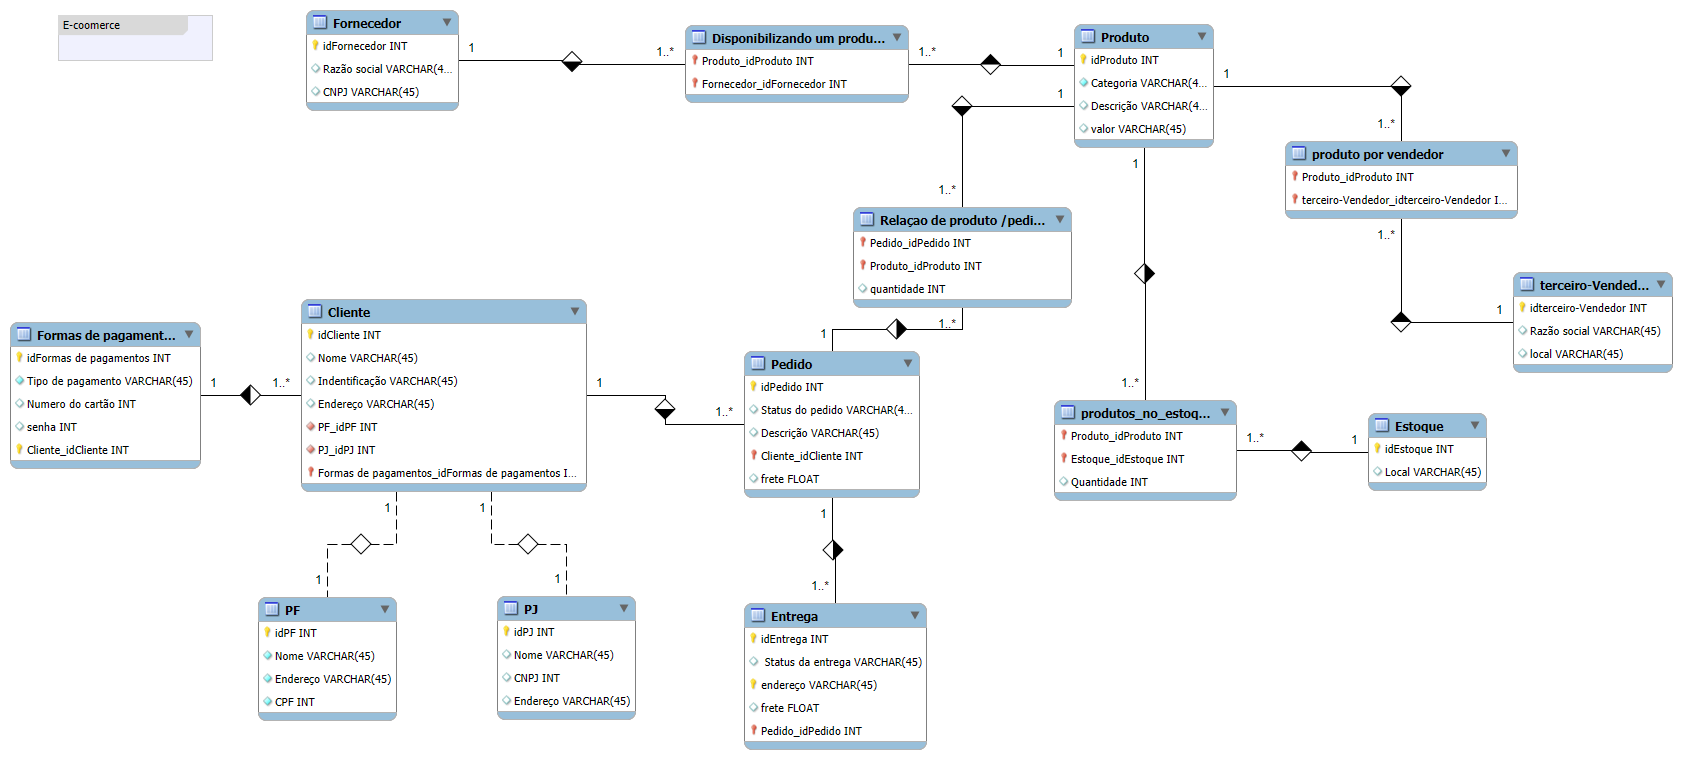 E-coomerce
Fornecedor
idFornecedor INT
Razão social VARCHAR(4...
CNPJ VARCHAR(45)
1
1..*
Disponibilizando um produ...
Produto_idProduto INT
Fornecedor_idFornecedor INT
1..*
1
Produto
idProduto INT
Categoria VARCHAR(4...
Descrição VARCHAR(4...
valor VARCHAR(45)
1
1
1..*
produto por vendedor
Produto_idProduto INT
terceiro-Vendedor_idterceiro-Vendedor I...
1..*
1
terceiro-Vended...
idterceiro-Vendedor INT
Razão social VARCHAR(45)
local VARCHAR(45)
1
1..*
1..*
Relaçao de produto /pedi...
Pedido_idPedido INT
Produto_idProduto INT
quantidade INT
1..*
1
Formas de pagament...
idFormas de pagamentos INT
Tipo de pagamento VARCHAR(45)
Numero do cartão INT
senha INT
Cliente_idCliente INT
1
1..*
Cliente
idCliente INT
Nome VARCHAR(45)
Indentificação VARCHAR(45)
Endereço VARCHAR(45)
PF_idPF INT
PJ_idPJ INT
Formas de pagamentos_idFormas de pagamentos I...
1
1..*
Pedido
idPedido INT
Status do pedido VARCHAR(4...
Descrição VARCHAR(45)
Cliente_idCliente INT
frete FLOAT
produtos_no_estoq...
Produto_idProduto INT
Estoque_idEstoque INT
Quantidade INT
1..*
1
Estoque
idEstoque INT
Local VARCHAR(45)
1
1
1
1
1
1..*
PF
idPF INT
Nome VARCHAR(45)
Endereço VARCHAR(45)
CPF INT
PJ
idPJ INT
Nome VARCHAR(45)
CNPJ INT
Endereço VARCHAR(45)
Entrega
idEntrega INT
Status da entrega VARCHAR(45)
endereço VARCHAR(45)
frete FLOAT
Pedido_idPedido INT